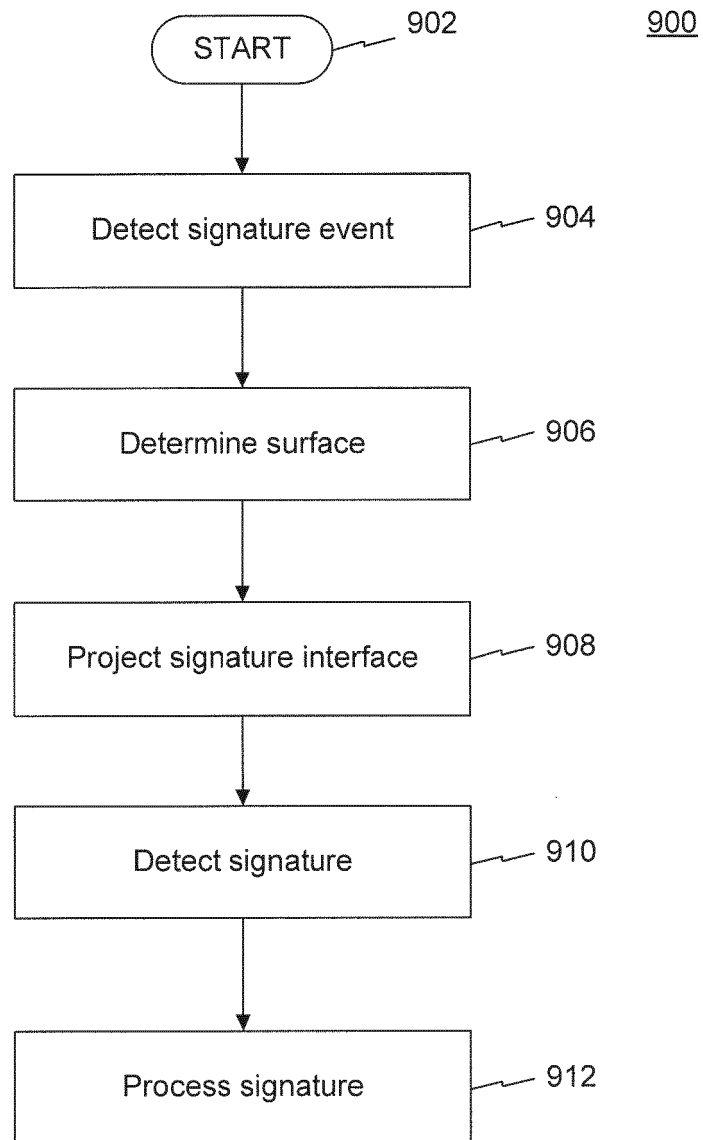 900
START 902
Detect signature event 904
Determine surface 906
Project signature interface 908
Detect signature 910
Process signature 912